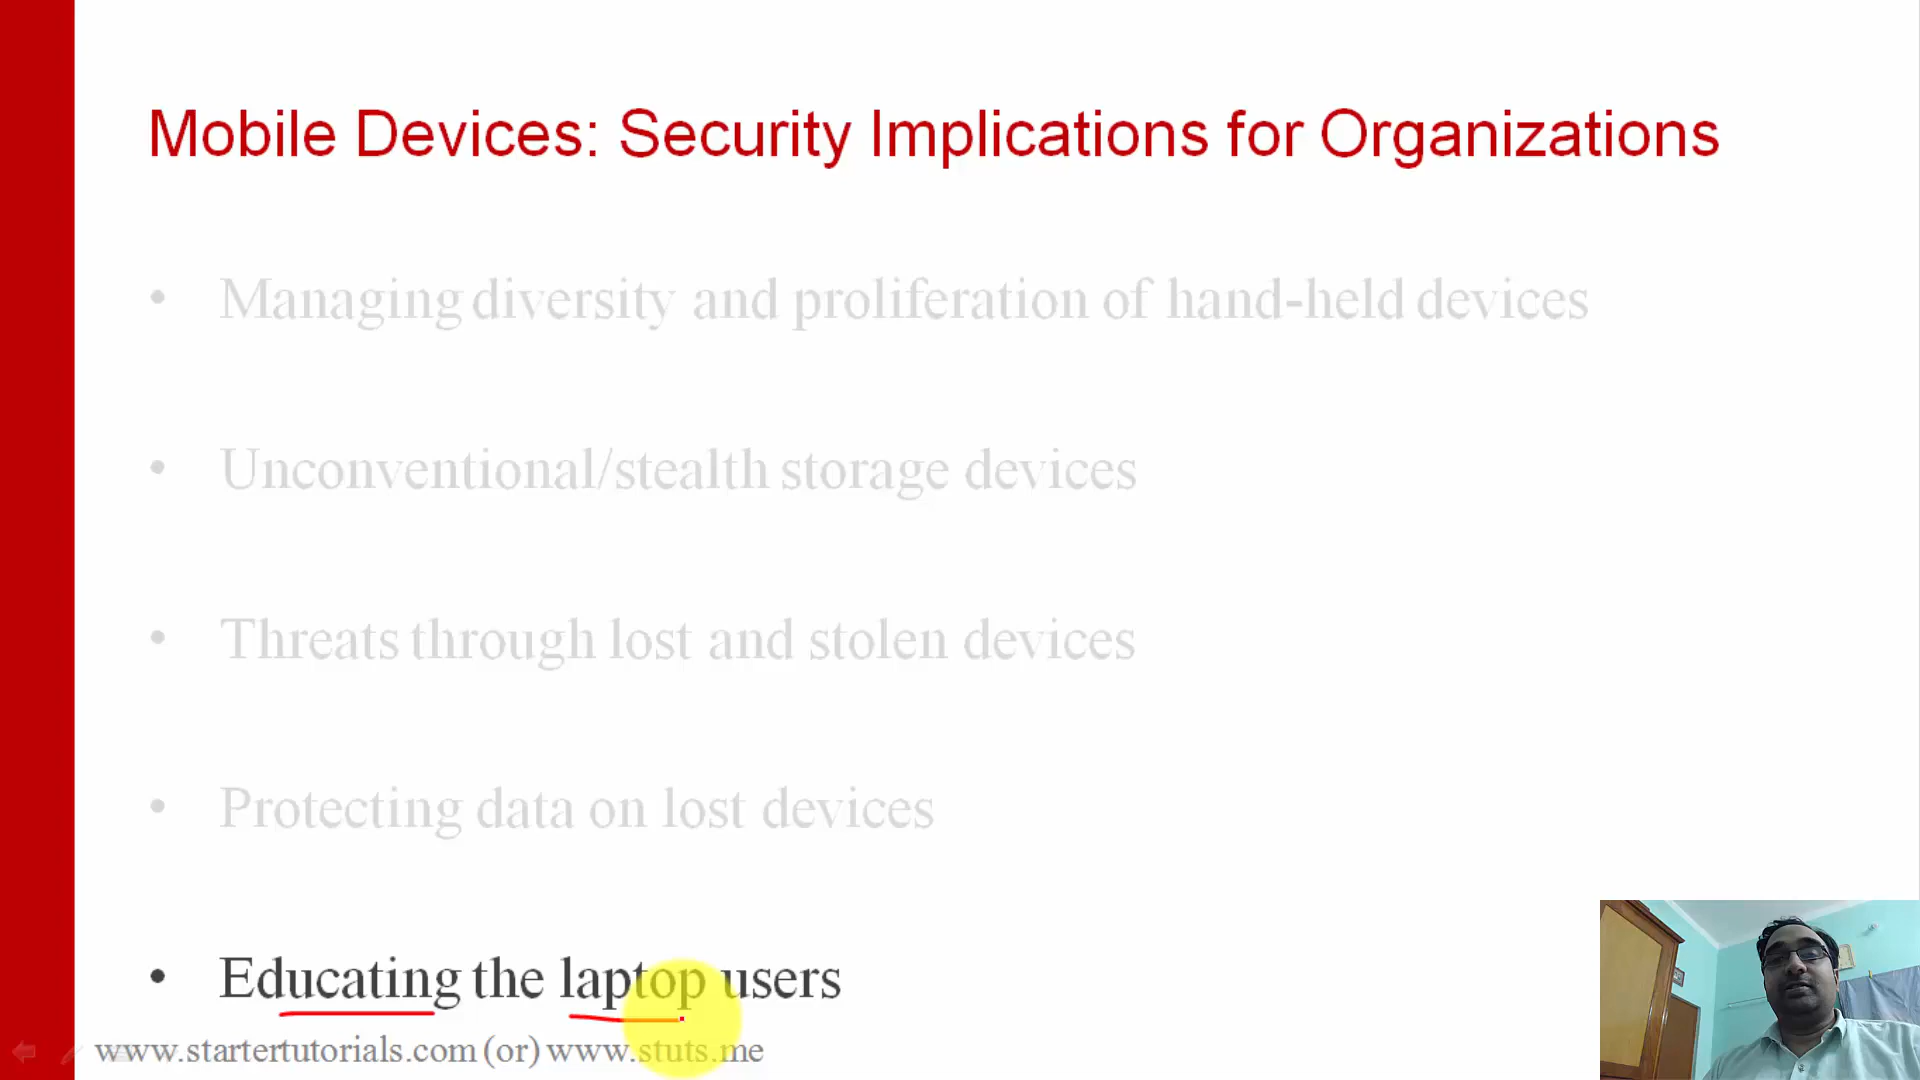 Mobile Devices: Security Implications for Organizations
• Managing diversity and proliferation of hand-held devices
• Unconventional/stealth storage devices
• Threats through lost and stolen devices
• Protecting data on lost devices
• Educating the laptop users
www.startertutorials.com (or) www.stuts.me